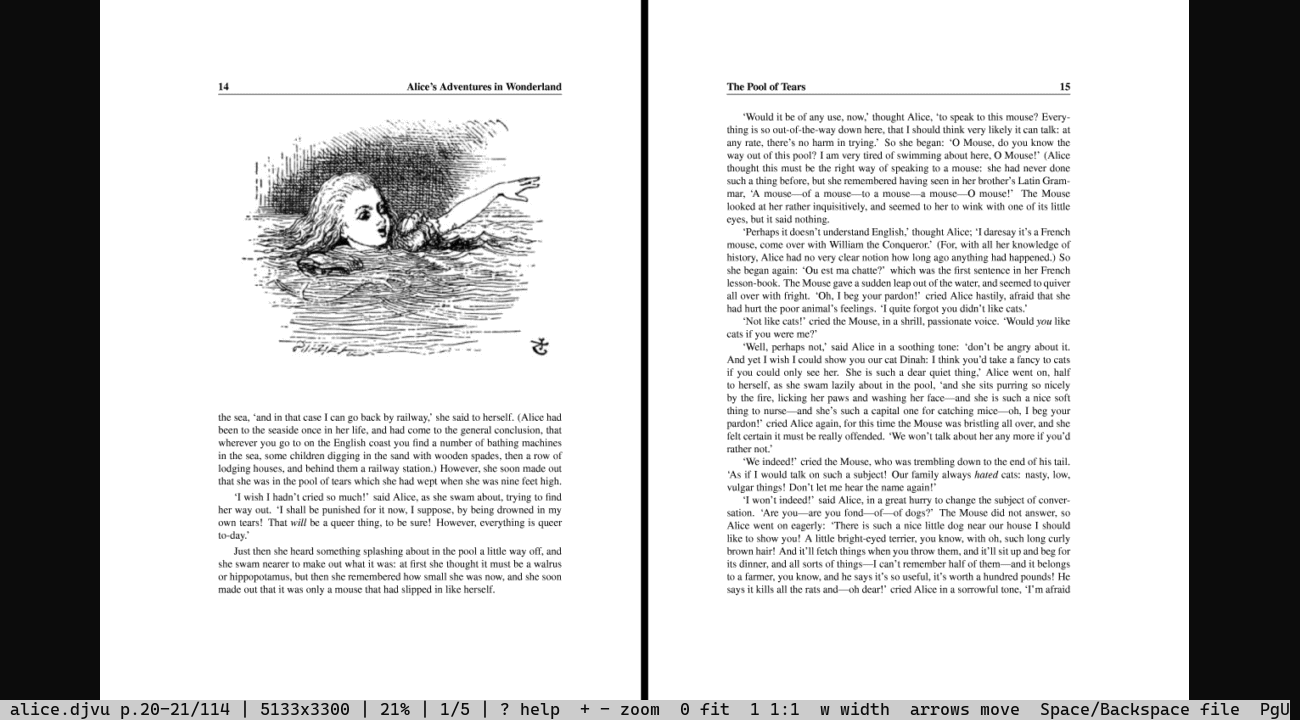 14 Alice's Adventures in Wonderland
the sea, 'and in that case I can go back by railway,' she said to herself. (Alice had
been to the seaside once in her life, and had come to the general conclusion, that
wherever you go to on the English coast you find a number of bathing machines
in the sea, some children digging in the sand with wooden spades, then a row of
lodging houses, and behind them a railway station.) However, she soon made out
that she was in the pool of tears which she had wept when she was nine feet high.
'I wish I hadn't cried so much!' said Alice, as she swam about, trying to find
her way out. 'I shall be punished for it now, I suppose, by being drowned in my
own tears! That will be a queer thing, to be sure! However, everything is queer
to-day.'
Just then she heard something splashing about in the pool a little way off, and
she swam nearer to make out what it was: at first she thought it must be a walrus
or hippopotamus, but then she remembered how small she was now, and she soon
made out that it was only a mouse that had slipped in like herself.
The Pool of Tears 15
'Would it be of any use, now,' thought Alice, 'to speak to this mouse? Every-
thing is so out-of-the-way down here, that I should think very likely it can talk: at
any rate, there's no harm in trying.' So she began: 'O Mouse, do you know the
way out of this pool? I am very tired of swimming about here, O Mouse!' (Alice
thought this must be the right way of speaking to a mouse: she had never done
such a thing before, but she remembered having seen in her brother's Latin Gram-
mar, 'A mouse—of a mouse—to a mouse—a mouse—O mouse!' The Mouse
looked at her rather inquisitively, and seemed to her to wink with one of its little
eyes, but it said nothing.
'Perhaps it doesn't understand English,' thought Alice; 'I daresay it's a French
mouse, come over with William the Conqueror.' (For, with all her knowledge of
history, Alice had no very clear notion how long ago anything had happened.) So
she began again: 'Ou est ma chatte?' which was the first sentence in her French
lesson-book. The Mouse gave a sudden leap out of the water, and seemed to quiver
all over with fright. 'Oh, I beg your pardon!' cried Alice hastily, afraid that she
had hurt the poor animal's feelings. 'I quite forgot you didn't like cats.'
'Not like cats!' cried the Mouse, in a shrill, passionate voice. 'Would you like
cats if you were me?'
'Well, perhaps not,' said Alice in a soothing tone: 'don't be angry about it.
And yet I wish I could show you our cat Dinah: I think you'd take a fancy to cats
if you could only see her. She is such a dear quiet thing,' Alice went on, half
to herself, as she swam lazily about in the pool, 'and she sits purring so nicely
by the fire, licking her paws and washing her face—and she is such a nice soft
thing to nurse—and she's such a capital one for catching mice—oh, I beg your
pardon!' cried Alice again, for this time the Mouse was bristling all over, and she
felt certain it must be really offended. 'We won't talk about her any more if you'd
rather not.'
'We indeed!' cried the Mouse, who was trembling down to the end of his tail.
'As if I would talk on such a subject! Our family always hated cats: nasty, low,
vulgar things! Don't let me hear the name again!'
'I won't indeed!' said Alice, in a great hurry to change the subject of conver-
sation. 'Are you—are you fond—of—of dogs?' The Mouse did not answer, so
Alice went on eagerly: 'There is such a nice little dog near our house I should
like to show you! A little bright-eyed terrier, you know, with oh, such long curly
brown hair! And it'll fetch things when you throw them, and it'll sit up and beg for
its dinner, and all sorts of things—I can't remember half of them—and it belongs
to a farmer, you know, and he says it's so useful, it's worth a hundred pounds! He
says it kills all the rats and—oh dear!' cried Alice in a sorrowful tone, 'I'm afraid
alice.djvu p.20-21/114 | 5133x3300 | 21% | 1/5 | ? help + - zoom 0 fit 1 1:1 w width arrows move Space/Backspace file PgU